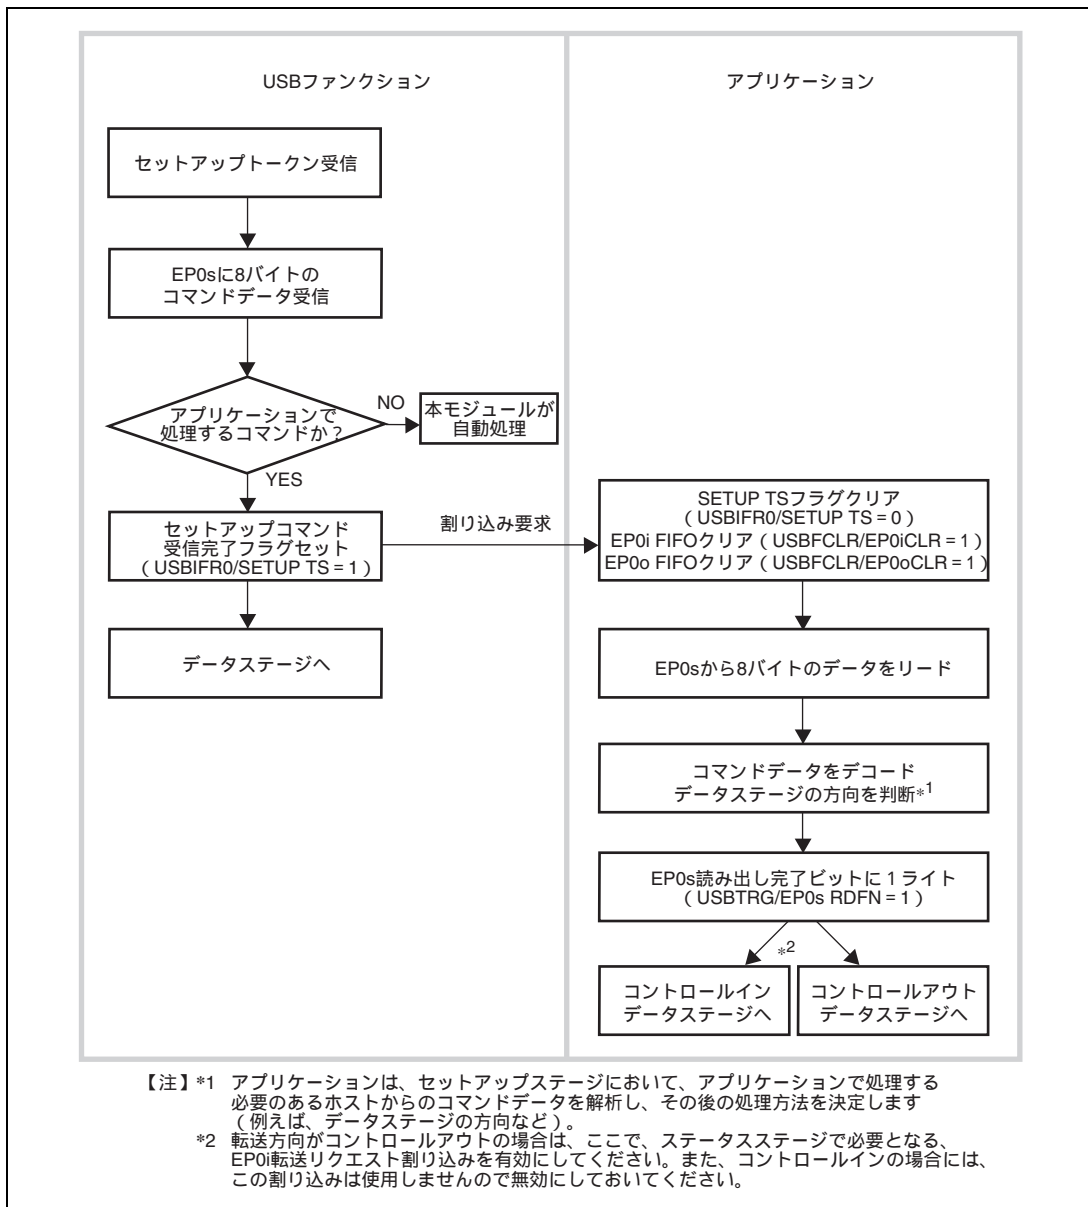 USBファンクション
アプリケーション
セットアップトークン受信
EP0sに8バイトの
コマンドデータ受信
アプリケーションで
処理するコマンドか?
NO
本モジュールが
自動処理
YES
セットアップコマンド
受信完了フラグセット
(USBIFR0/SETUP TS=1)
割り込み要求
データステージへ
SETUP TSフラグクリア
(USBIFR0/SETUP TS=0)
EP0i FIFOクリア(USBFCLR/EP0iCLR=1)
EP0o FIFOクリア(USBFCLR/EP0oCLR=1)
EP0sから8バイトのデータをリード
コマンドデータをデコード
データステージの方向を判断*1
EP0s読み出し完了ビットに1ライト
(USBTRG/EP0s RDFN=1)
*2
コントロールイン
データステージへ
コントロールアウト
データステージへ
【注】*1 アプリケーションは、セットアップステージにおいて、アプリケーションで処理する
必要のあるホストからのコマンドデータを解析し、その後の処理方法を決定します
(例えば、データステージの方向など)。
*2 転送方向がコントロールアウトの場合は、ここで、ステータスステージで必要となる、
EP0i転送リクエスト割り込みを有効にしてください。また、コントロールインの場合には、
この割り込みは使用しませんので無効にしておいてください。